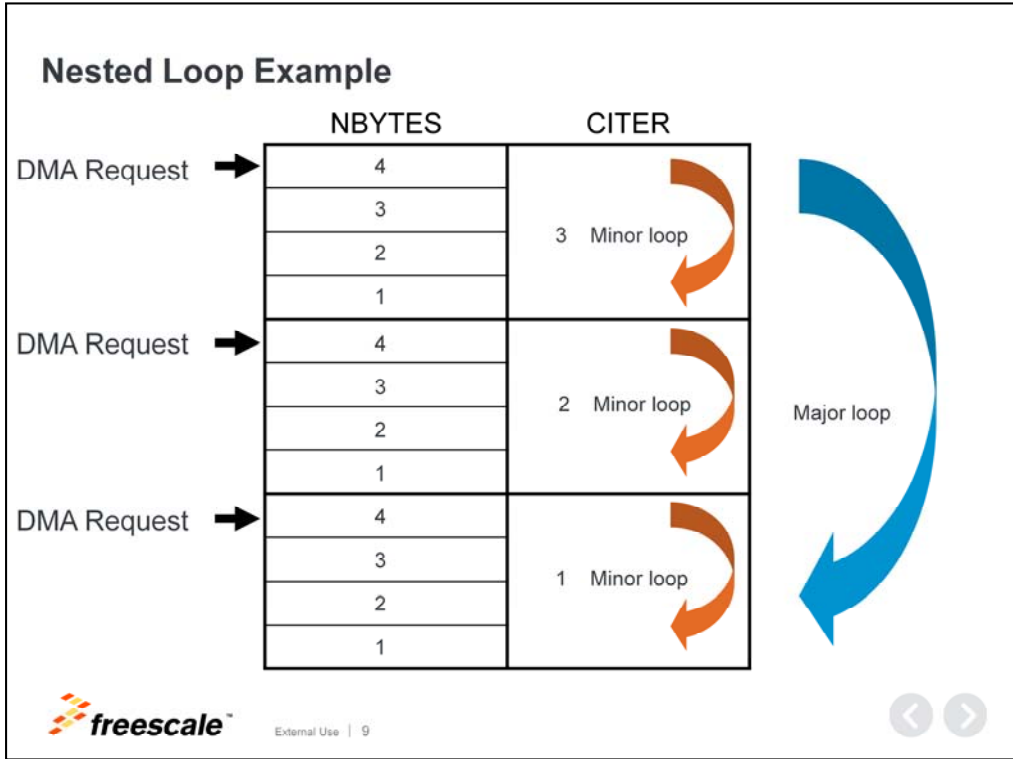 Nested Loop Example
NBYTES CITER
DMA Request 4
3
3 Minor loop
2
1
DMA Request 4
3
2 Minor loop
Major loop
2
1
DMA Request 4
3
1 Minor loop
2
1
freescale™
External Use | 9